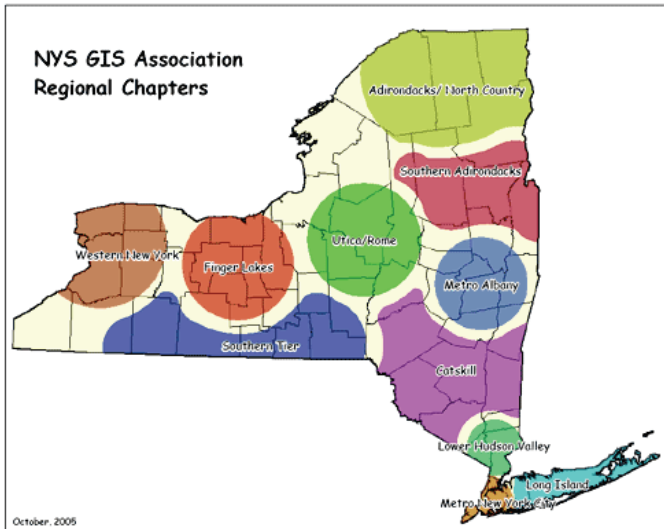 NYS GIS Association
Regional Chapters
Adirondacks/ North Country
Southern Adirondacks
Utica/Rome
Western New York
Finger Lakes
Metro Albany
Southern Tier
Catskill
Lower Hudson Valley
Long Island
Metro New York City
October, 2005